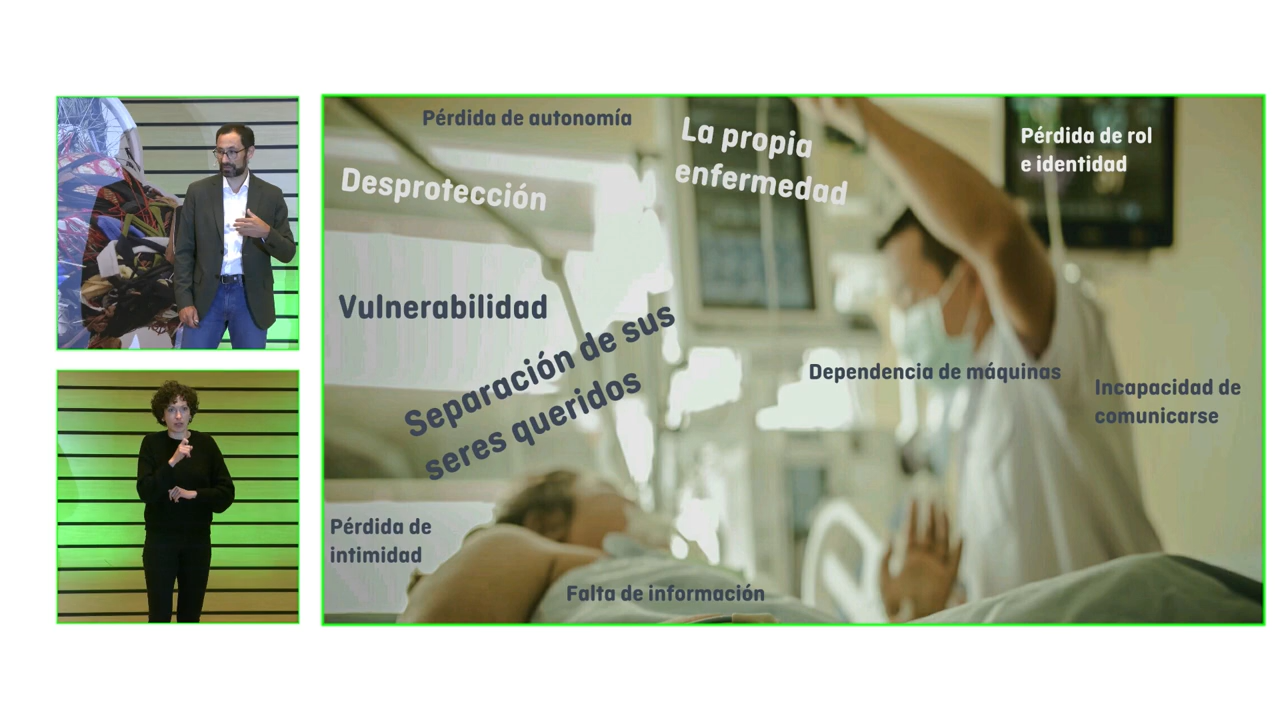 Pérdida de autonomía
La propia
enfermedad
Pérdida de rol
e identidad
Desprotección
Vulnerabilidad
Separación de sus
seres queridos
Dependencia de máquinas
Incapacidad de
comunicarse
Pérdida de
intimidad
Falta de información